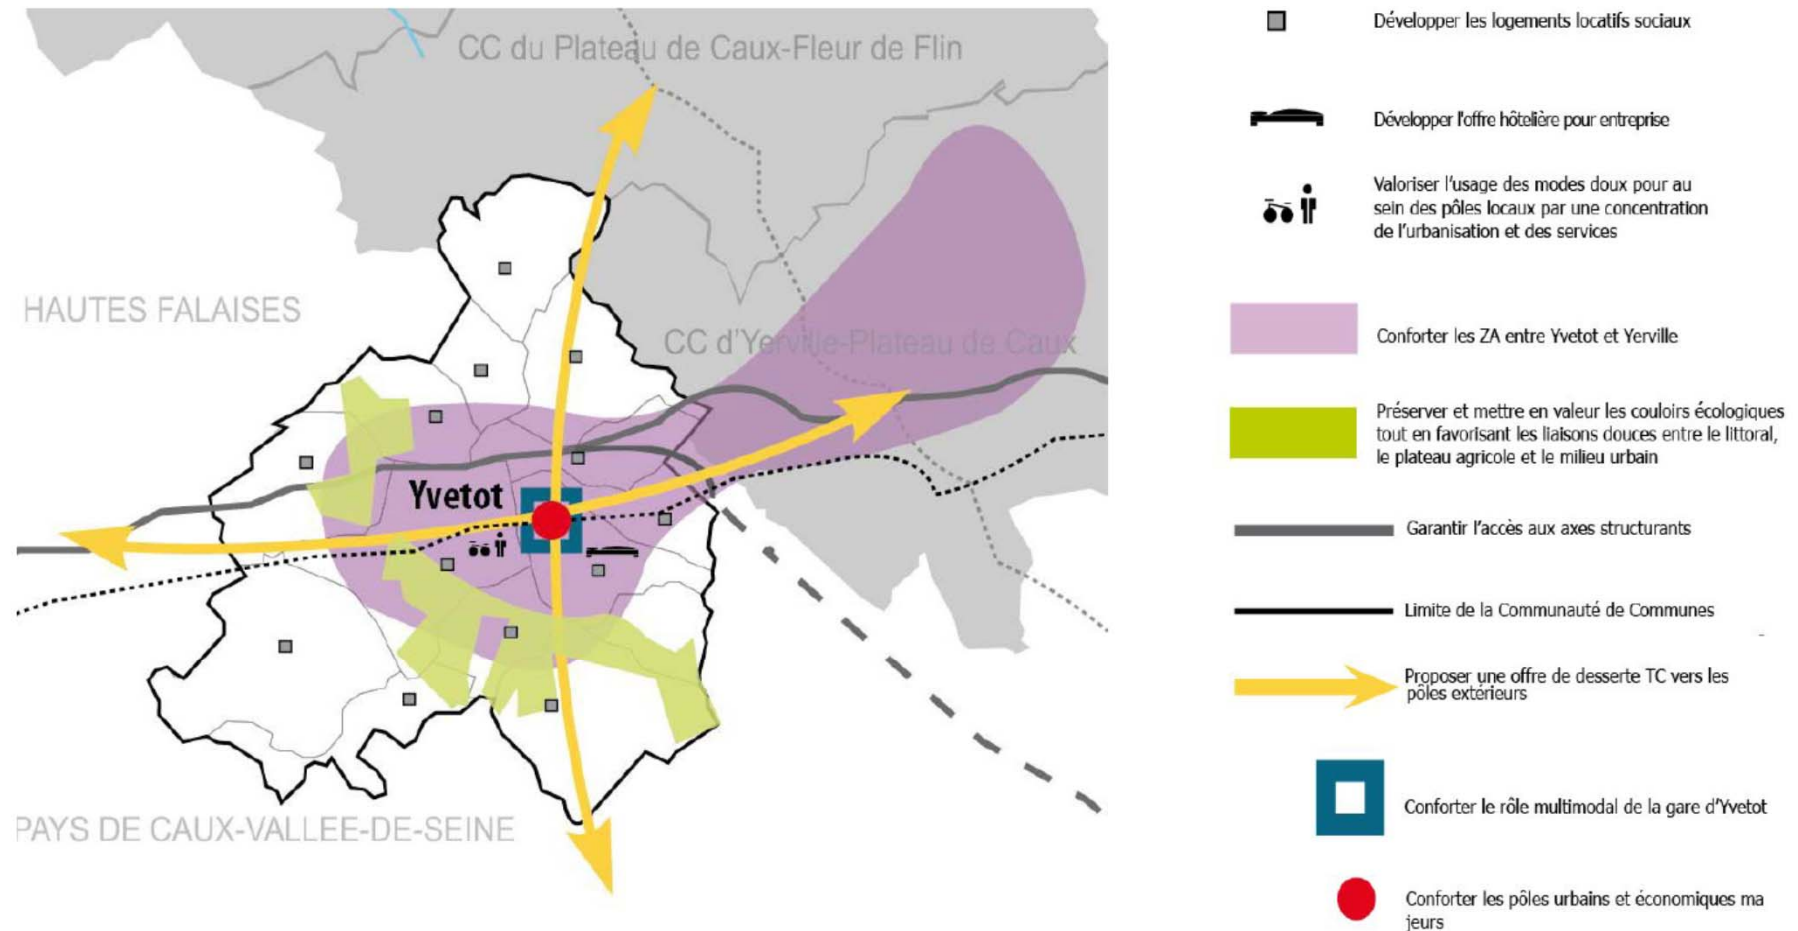 CC du Plateau de Caux-Fleur de Flin
HAUTES FALAISES
CC d'Yerville-Plateau de Caux
Yvetot
PAYS DE CAUX-VALLEE-DE-SEINE
Développer les logements locatifs sociaux
Développer l'offre hôtelière pour entreprise
Valoriser l'usage des modes doux pour au
sein des pôles locaux par une concentration
de l'urbanisation et des services
Conforter les ZA entre Yvetot et Yerville
Préserver et mettre en valeur les couloirs écologiques
tout en favorisant les liaisons douces entre le littoral,
le plateau agricole et le milieu urbain
Garantir l'accès aux axes structurants
Limite de la Communauté de Communes
Proposer une offre de desserte TC vers les
pôles extérieurs
Conforter le rôle multimodal de la gare d'Yvetot
Conforter les pôles urbains et économiques ma
jeurs